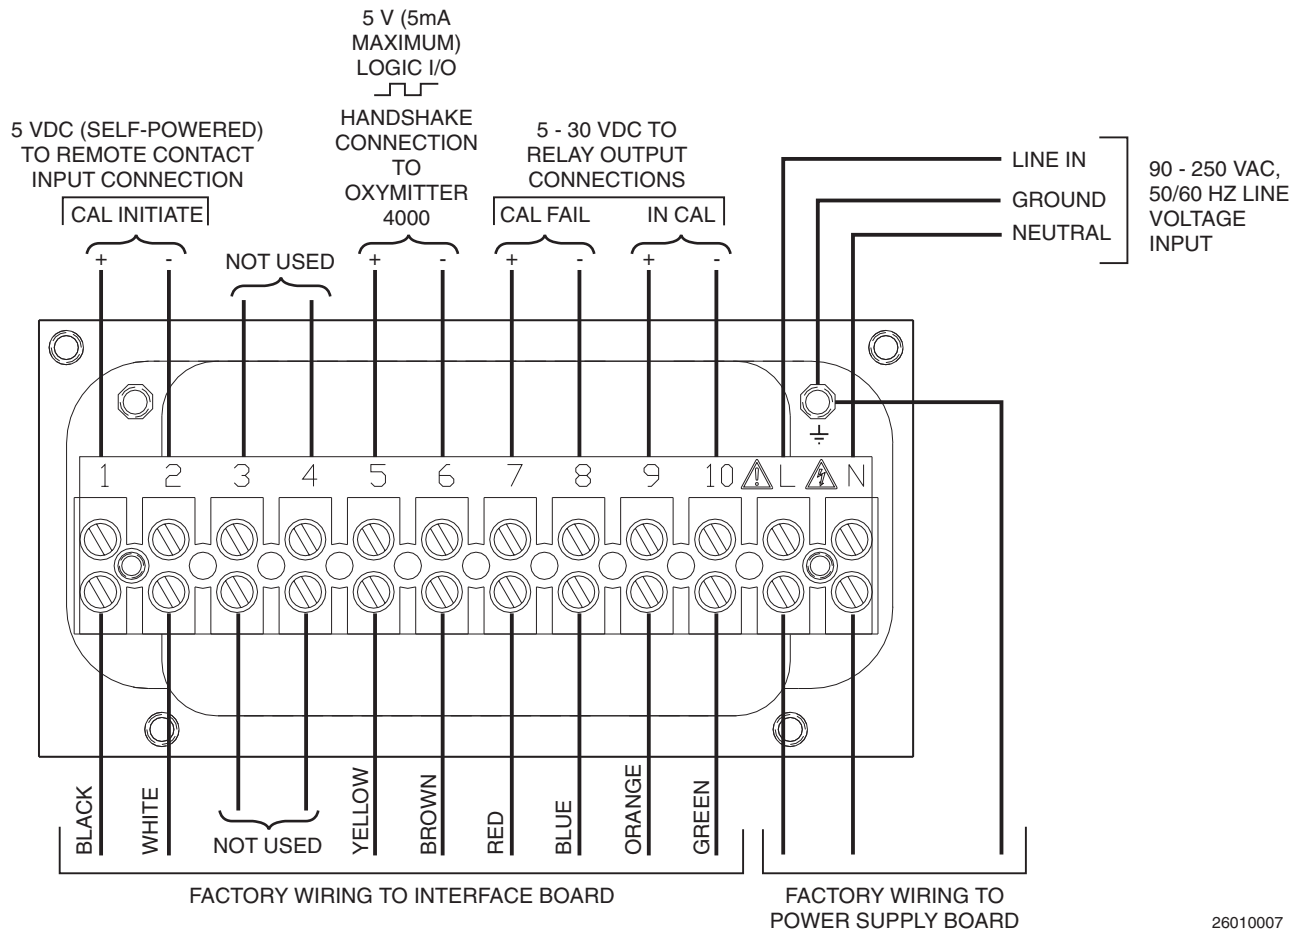 5 V (5mA
MAXIMUM)
LOGIC I/O
HANDSHAKE
CONNECTION
TO
OXYMITTER
4000
5 VDC (SELF-POWERED)
TO REMOTE CONTACT
INPUT CONNECTION
CAL INITIATE
5 - 30 VDC TO
RELAY OUTPUT
CONNECTIONS
CAL FAIL
IN CAL
LINE IN
GROUND
NEUTRAL
90 - 250 VAC,
50/60 HZ LINE
VOLTAGE
INPUT
+ -
NOT USED
+ -
+ -
+ -
1 2 3 4 5 6 7 8 9 10 L N
BLACK
WHITE
NOT USED
YELLOW
BROWN
RED
BLUE
ORANGE
GREEN
FACTORY WIRING TO INTERFACE BOARD
FACTORY WIRING TO
POWER SUPPLY BOARD
26010007